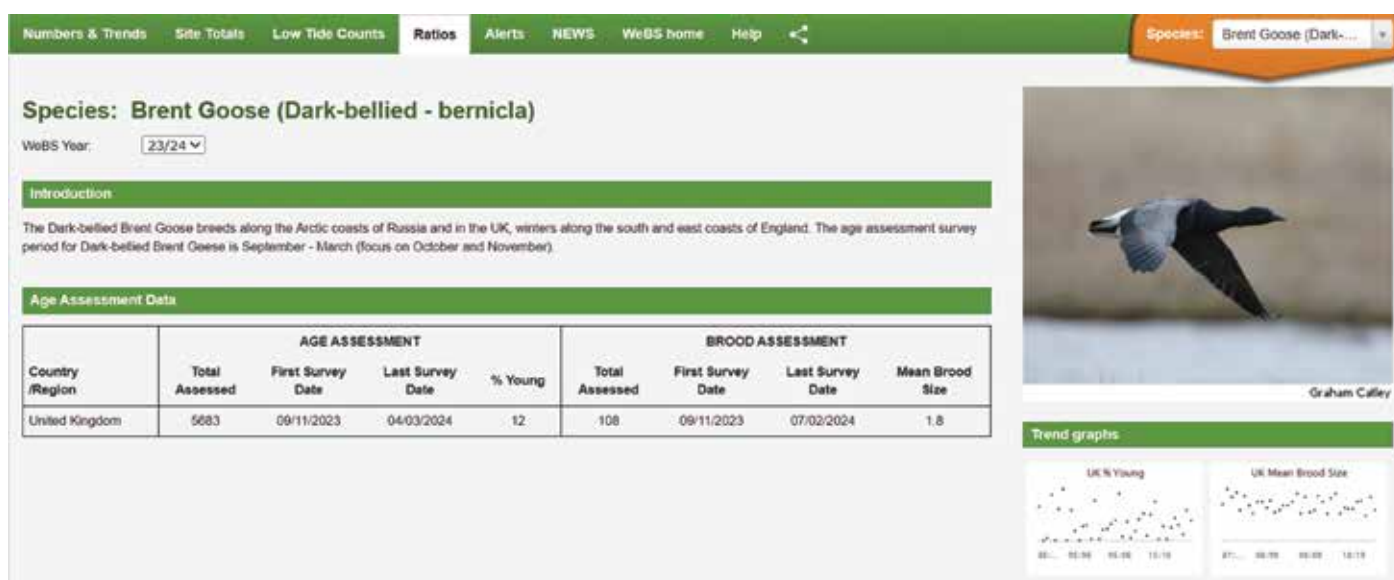 Numbers & Trends Site Totals Low Tide Counts Ratios Alerts NEWS WeBS home Help Species: Brent Goose (Dark-...
Species: Brent Goose (Dark-bellied - bernicla)
WeBS Year: 23/24
Introduction
The Dark-bellied Brent Goose breeds along the Arctic coasts of Russia and in the UK, winters along the south and east coasts of England. The age assessment survey
period for Dark-bellied Brent Geese is September - March (focus on October and November).
Age Assessment Data
AGE ASSESSMENT BROOD ASSESSMENT
Country /Region Total Assessed First Survey Date Last Survey Date % Young Total Assessed First Survey Date Last Survey Date Mean Brood Size
United Kingdom 5683 09/11/2023 04/03/2024 12 108 09/11/2023 07/02/2024 1.8
Graham Catley
Trend graphs
UK % Young UK Mean Brood Size